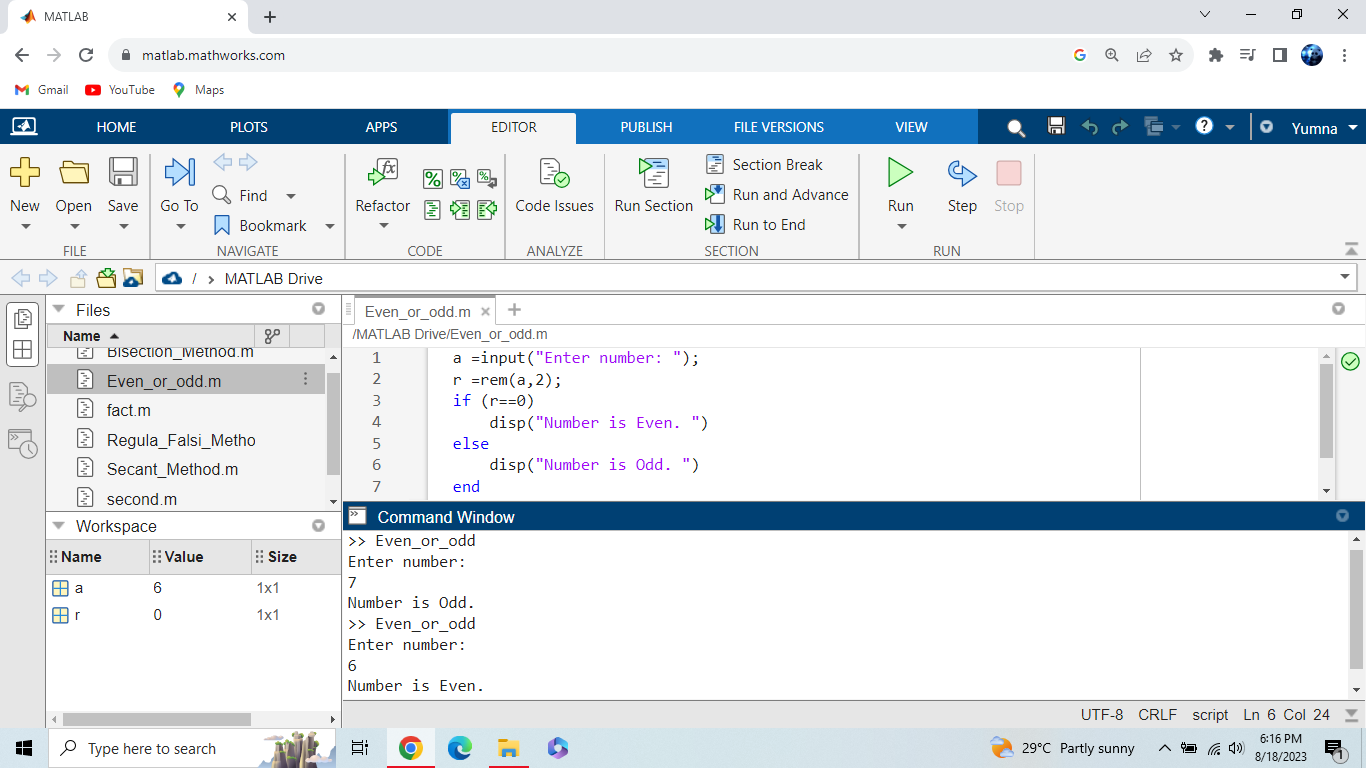 MATLAB
matlab.mathworks.com
Gmail YouTube Maps
HOME PLOTS APPS EDITOR PUBLISH FILE VERSIONS VIEW Yumna
New Open Save
FILE
Go To Find Bookmark
NAVIGATE
Refactor
CODE
Code Issues
ANALYZE
Run Section Section Break
Run and Advance
Run to End
SECTION
Run Step Stop
RUN
/ › MATLAB Drive
Files
Name
Bisection_Method.m
Even_or_odd.m
fact.m
Regula_Falsi_Metho
Secant_Method.m
second.m
Workspace
Name Value Size
a 6 1x1
r 0 1x1
Even_or_odd.m
/MATLAB Drive/Even_or_odd.m
1 a =input("Enter number: ");
2 r =rem(a,2);
3 if (r==0)
4 disp("Number is Even. ")
5 else
6 disp("Number is Odd. ")
7 end
Command Window
>> Even_or_odd
Enter number:
7
Number is Odd.
>> Even_or_odd
Enter number:
6
Number is Even.
UTF-8 CRLF script Ln 6 Col 24
Type here to search
29°C Partly sunny
6:16 PM
8/18/2023
1